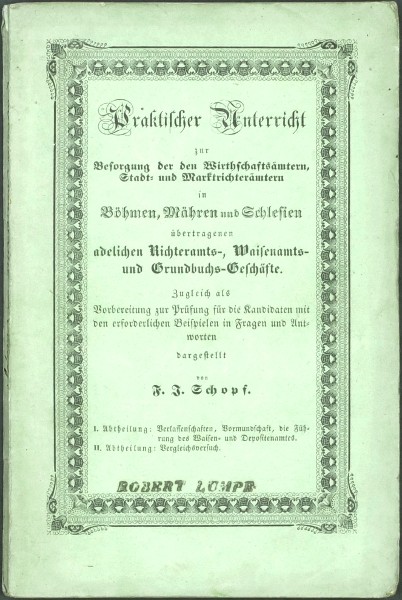 Praktischer Unterricht
zur
Besorgung der den Wirthschaftsämtern,
Stadt- und Marktrichterämtern
in
Böhmen, Mähren und Schlesien
übertragenen
adelichen Richteramts-, Waisenamts-
und Grundbuchs-Geschäfte.
Zugleich als
Vorbereitung zur Prüfung für die Kandidaten mit
den erforderlichen Beispielen in Fragen und Ant-
worten
dargestellt
von
F. J. Schopf.
I. Abtheilung: Verlassenschaften, Vormundschaft, die Füh-
rung des Waisen- und Depositenamtes.
II. Abtheilung: Vergleichsversuch.
ROBERT LUMPE